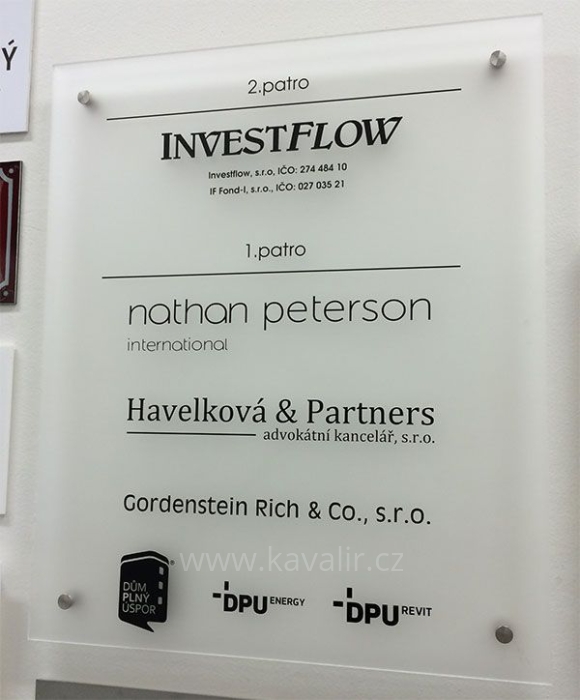 Ý
2.patro
INVESTFLOW
Investflow, s.r.o, IČO: 274 484 10
IF Fond-I, s.r.o., IČO: 027 035 21
1.patro
nathan peterson
international
Havelková & Partners
advokátní kancelář, s.r.o.
Gordenstein Rich & Co., s.r.o.
www.kavalir.cz
DŮM
PLNÝ
ÚSPOR
®
DPU ENERGY
DPU REVIT